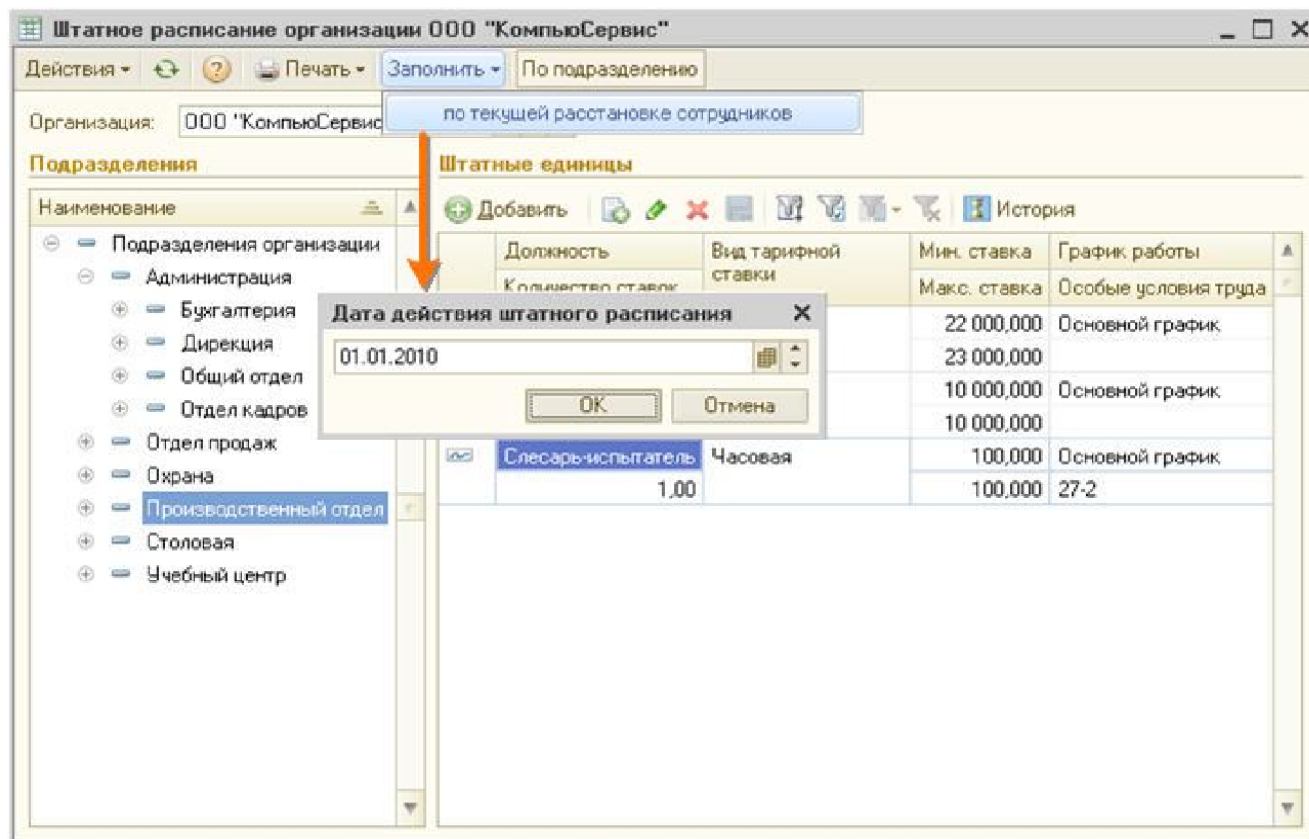 Штатное расписание организации ООО "КомпьюСервис"
Действия Печать Заполнить По подразделению
по текущей расстановке сотрудников
Организация: ООО "КомпьюСервис
Подразделения Штатные единицы
Наименование Добавить История
Подразделения организации
Администрация
Бухгалтерия
Дирекция
Общий отдел
Отдел кадров
Отдел продаж
Охрана
Производственный отдел
Столовая
Учебный центр
Должность Вид тарифной ставки Мин. ставка График работы
Количество ставок Макс. ставка Особые условия труда
22 000,000 Основной график
23 000,000
10 000,000 Основной график
10 000,000
Слесарь-испытатель Часовая 100,000 Основной график
1,00 100,000 27-2
Дата действия штатного расписания
01.01.2010
OK Отмена